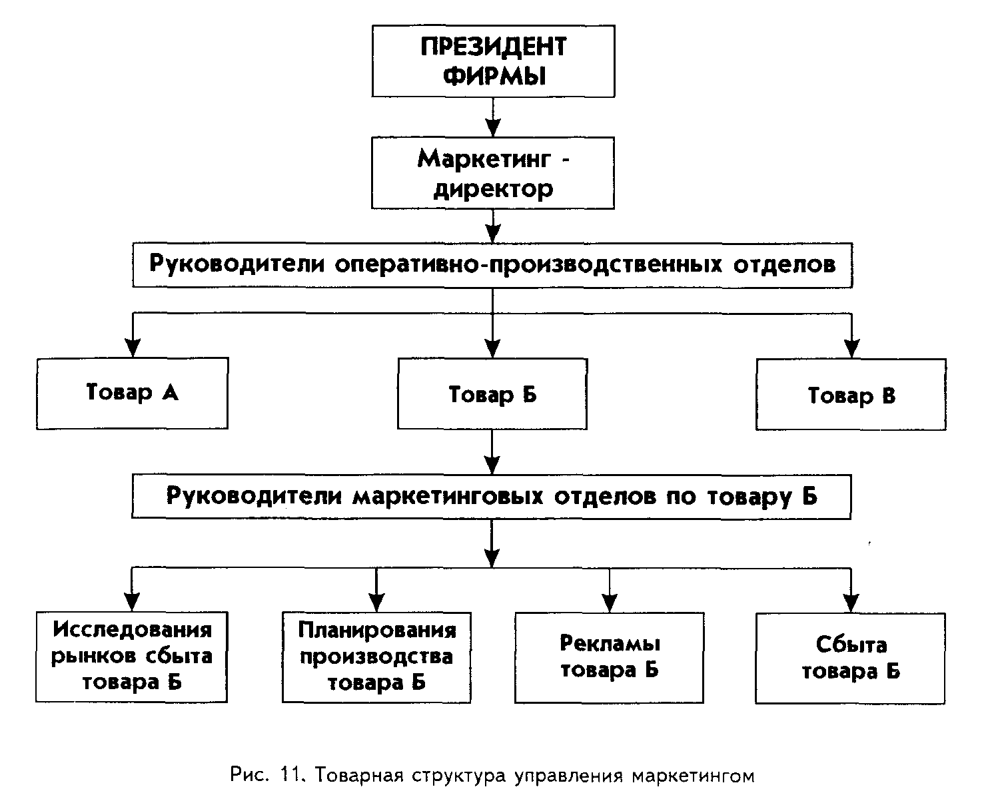 ПРЕЗИДЕНТ
ФИРМЫ
Маркетинг -
директор
Руководители оперативно-производственных отделов
Товар А
Товар Б
Товар В
Руководители маркетинговых отделов по товару Б
Исследования
рынков сбыта
товара Б
Планирования
производства
товара Б
Рекламы
товара Б
Сбыта
товара Б
Рис. 11. Товарная структура управления маркетингом